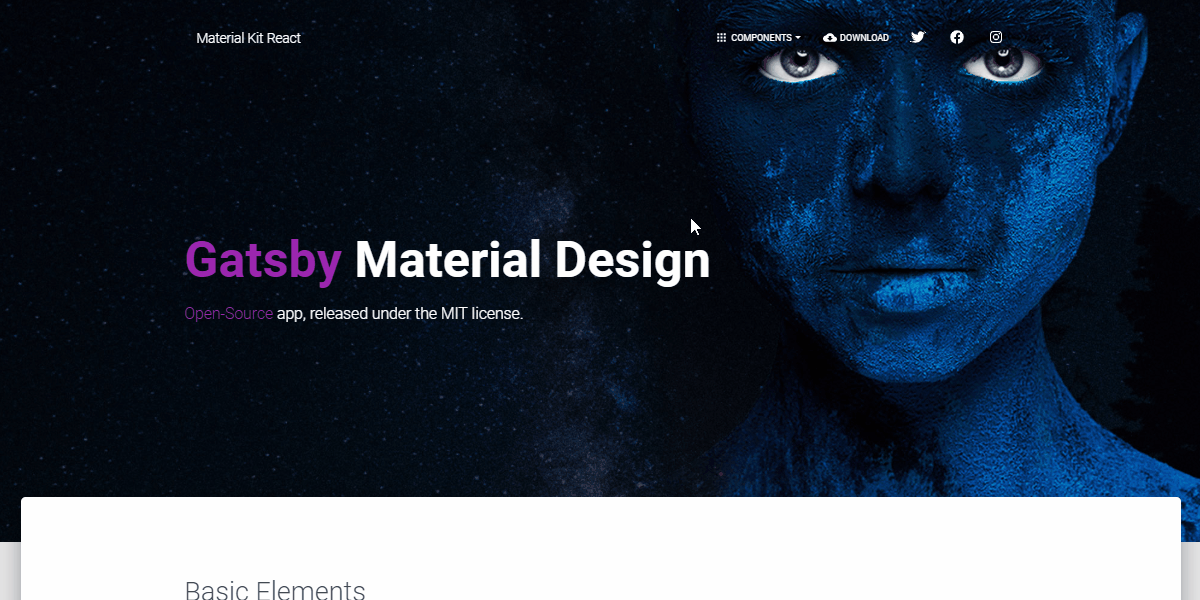 Material Kit React
COMPONENTS
DOWNLOAD
Gatsby Material Design
Open-Source app, released under the MIT license.
Basic Elements